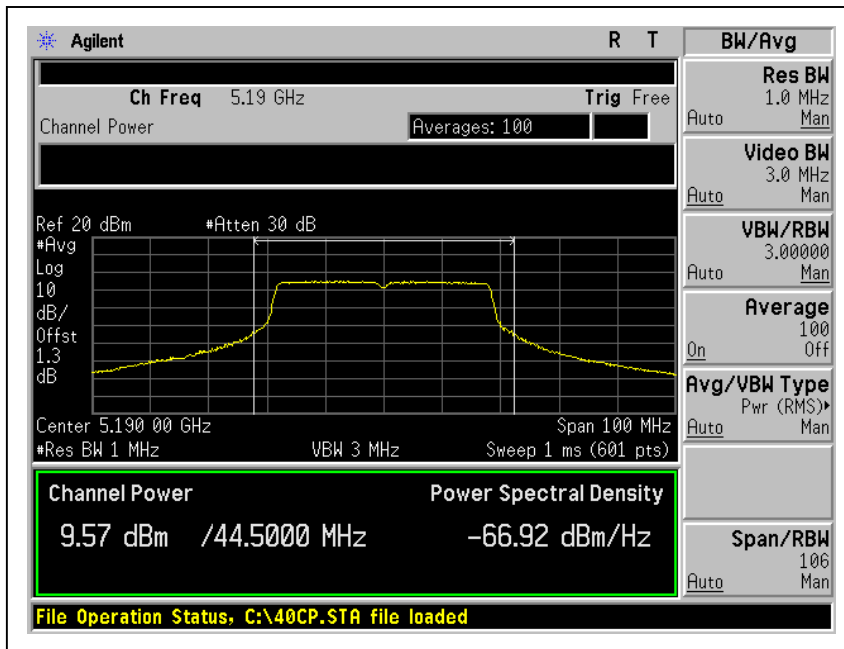 Agilent R T
Ch Freq 5.19 GHz Trig Free
Channel Power Averages: 100
Ref 20 dBm #Atten 30 dB
#Avg
Log
10
dB/
Offst
1.3
dB
Center 5.190 00 GHz Span 100 MHz
#Res BW 1 MHz VBW 3 MHz Sweep 1 ms (601 pts)
Channel Power Power Spectral Density
9.57 dBm /44.5000 MHz -66.92 dBm/Hz
File Operation Status, C:\40CP.STA file loaded
BW/Avg
Res BW
1.0 MHz
Auto Man
Video BW
3.0 MHz
Auto Man
VBW/RBW
3.00000
Auto Man
Average
100
On Off
Avg/VBW Type
Pwr (RMS)▸
Auto Man
Span/RBW
106
Auto Man